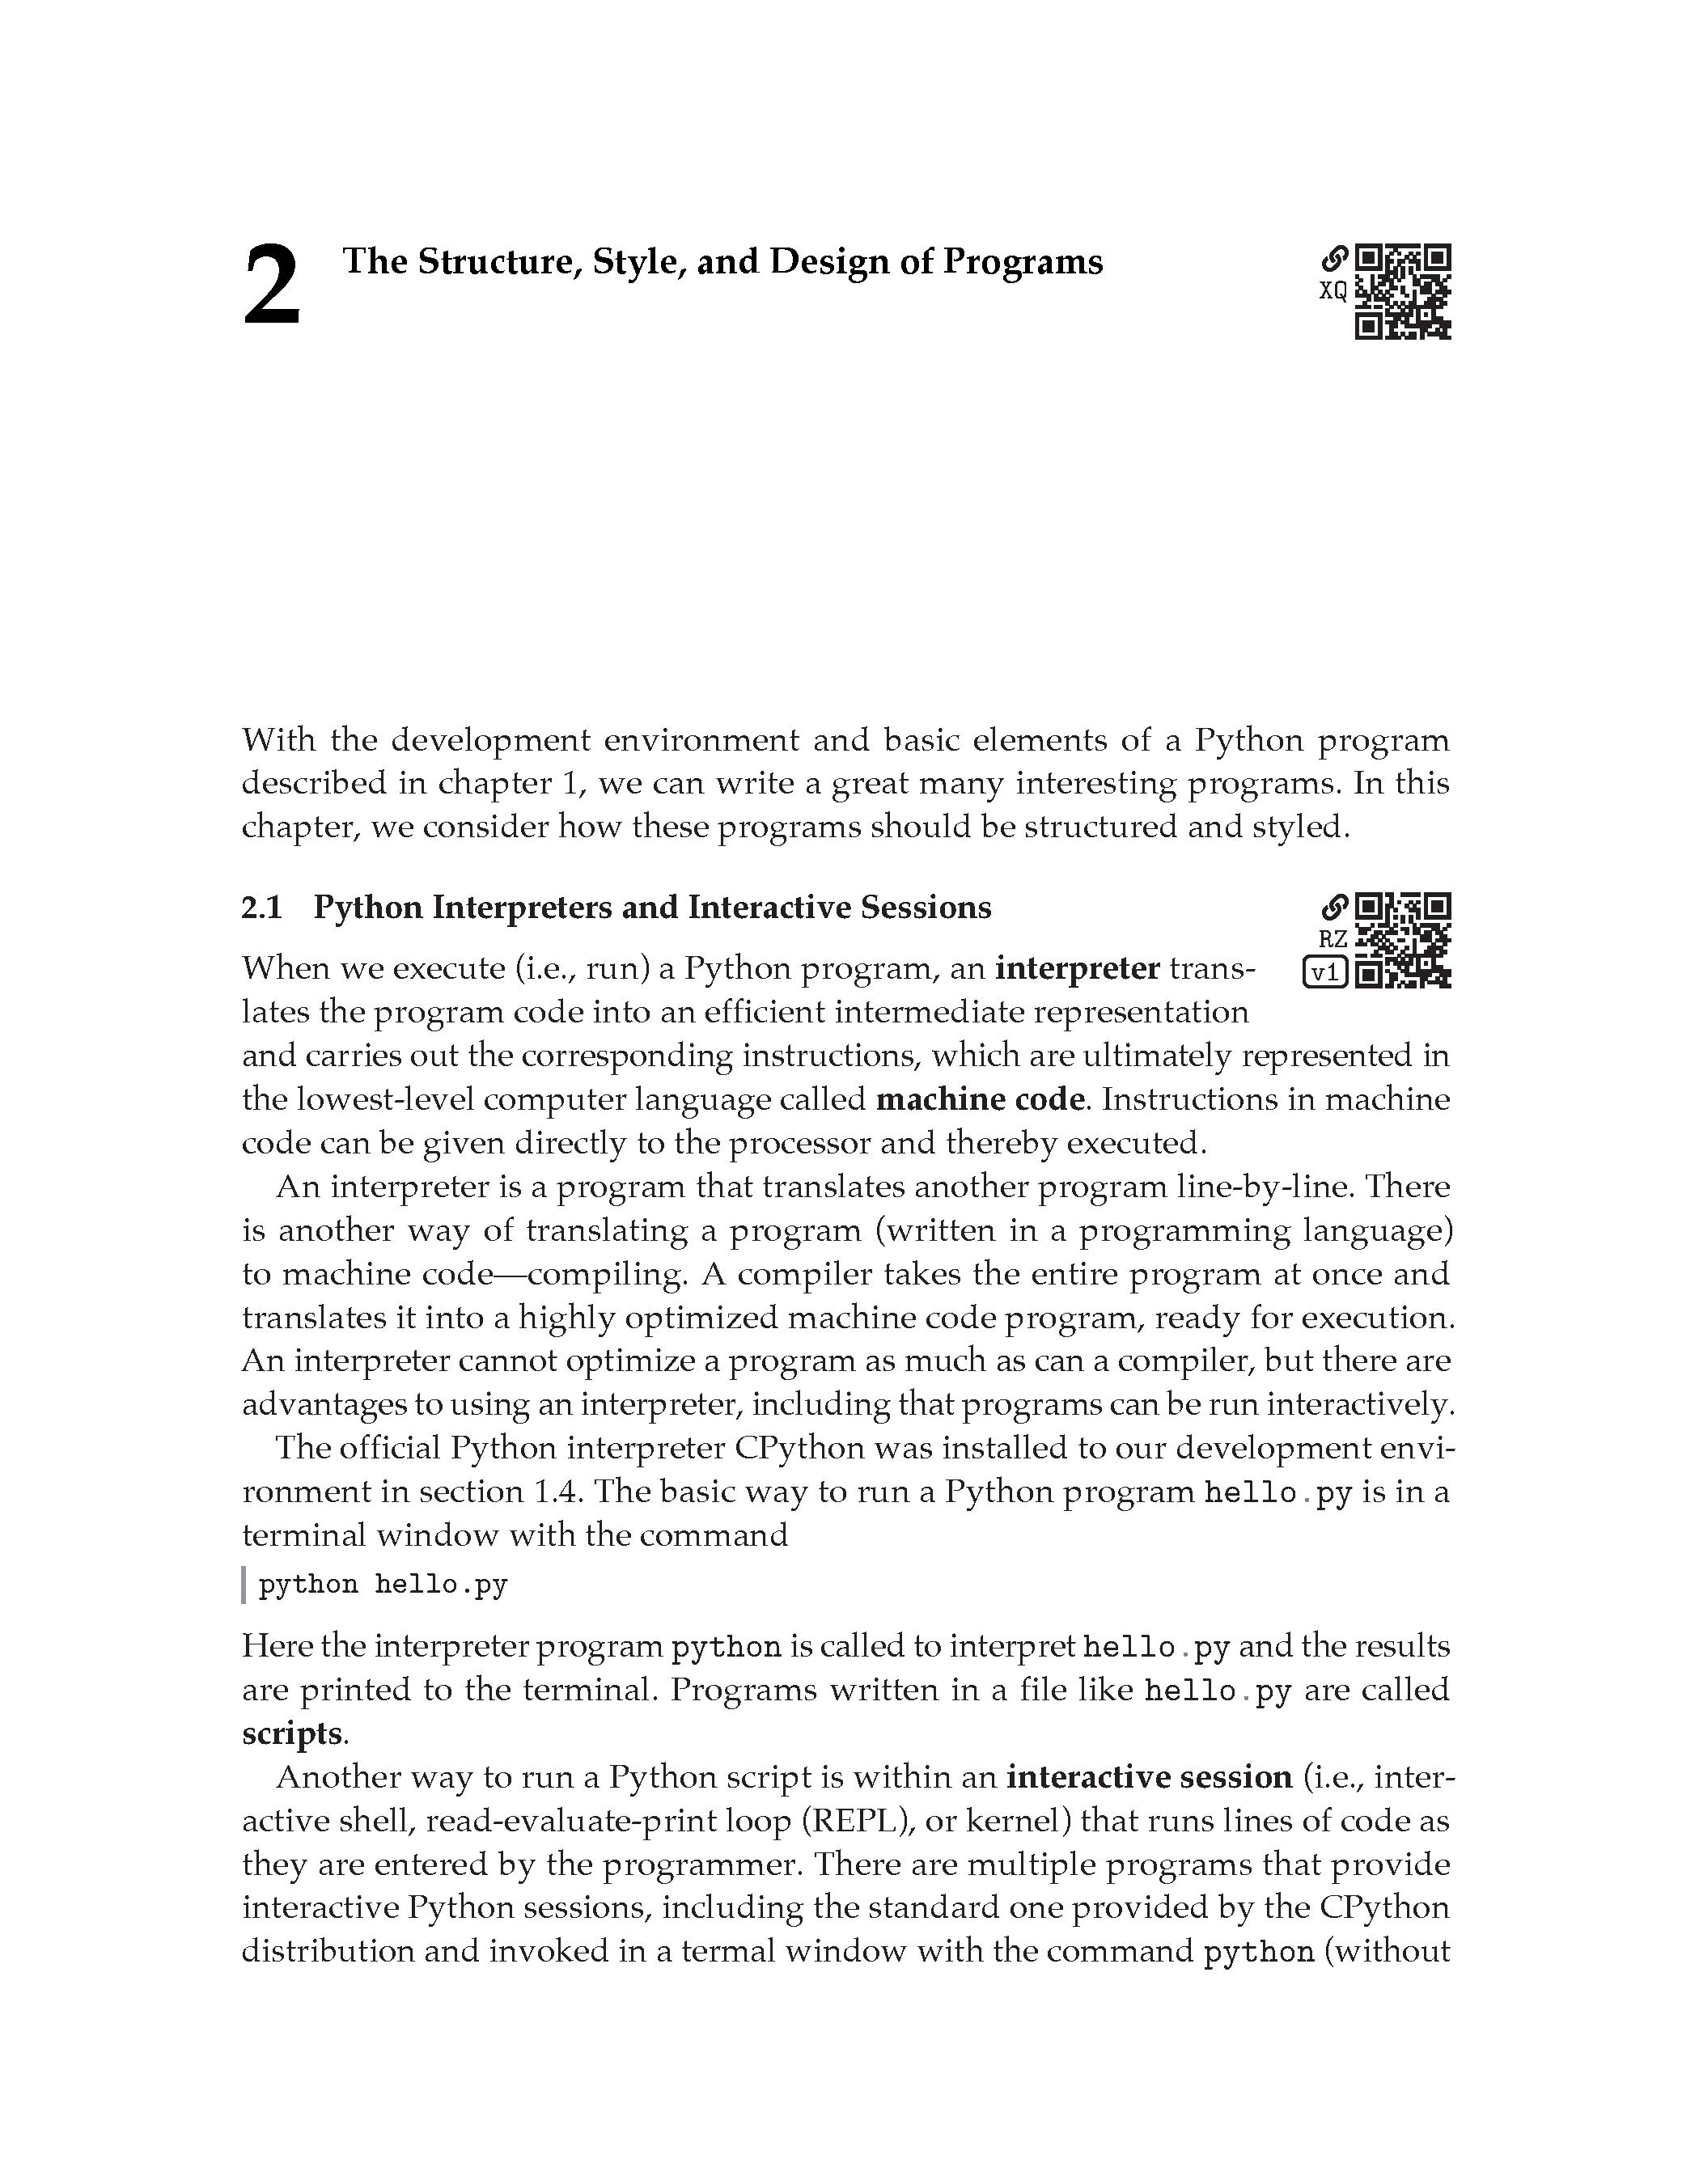 2 The Structure, Style, and Design of Programs
XQ
With the development environment and basic elements of a Python program
described in chapter 1, we can write a great many interesting programs. In this
chapter, we consider how these programs should be structured and styled.
2.1 Python Interpreters and Interactive Sessions
RZ
v1
When we execute (i.e., run) a Python program, an interpreter trans-
lates the program code into an efficient intermediate representation
and carries out the corresponding instructions, which are ultimately represented in
the lowest-level computer language called machine code. Instructions in machine
code can be given directly to the processor and thereby executed.
An interpreter is a program that translates another program line-by-line. There
is another way of translating a program (written in a programming language)
to machine code—compiling. A compiler takes the entire program at once and
translates it into a highly optimized machine code program, ready for execution.
An interpreter cannot optimize a program as much as can a compiler, but there are
advantages to using an interpreter, including that programs can be run interactively.
The official Python interpreter CPython was installed to our development envi-
ronment in section 1.4. The basic way to run a Python program hello.py is in a
terminal window with the command
python hello.py
Here the interpreter program python is called to interpret hello.py and the results
are printed to the terminal. Programs written in a file like hello.py are called
scripts.
Another way to run a Python script is within an interactive session (i.e., inter-
active shell, read-evaluate-print loop (REPL), or kernel) that runs lines of code as
they are entered by the programmer. There are multiple programs that provide
interactive Python sessions, including the standard one provided by the CPython
distribution and invoked in a termal window with the command python (without